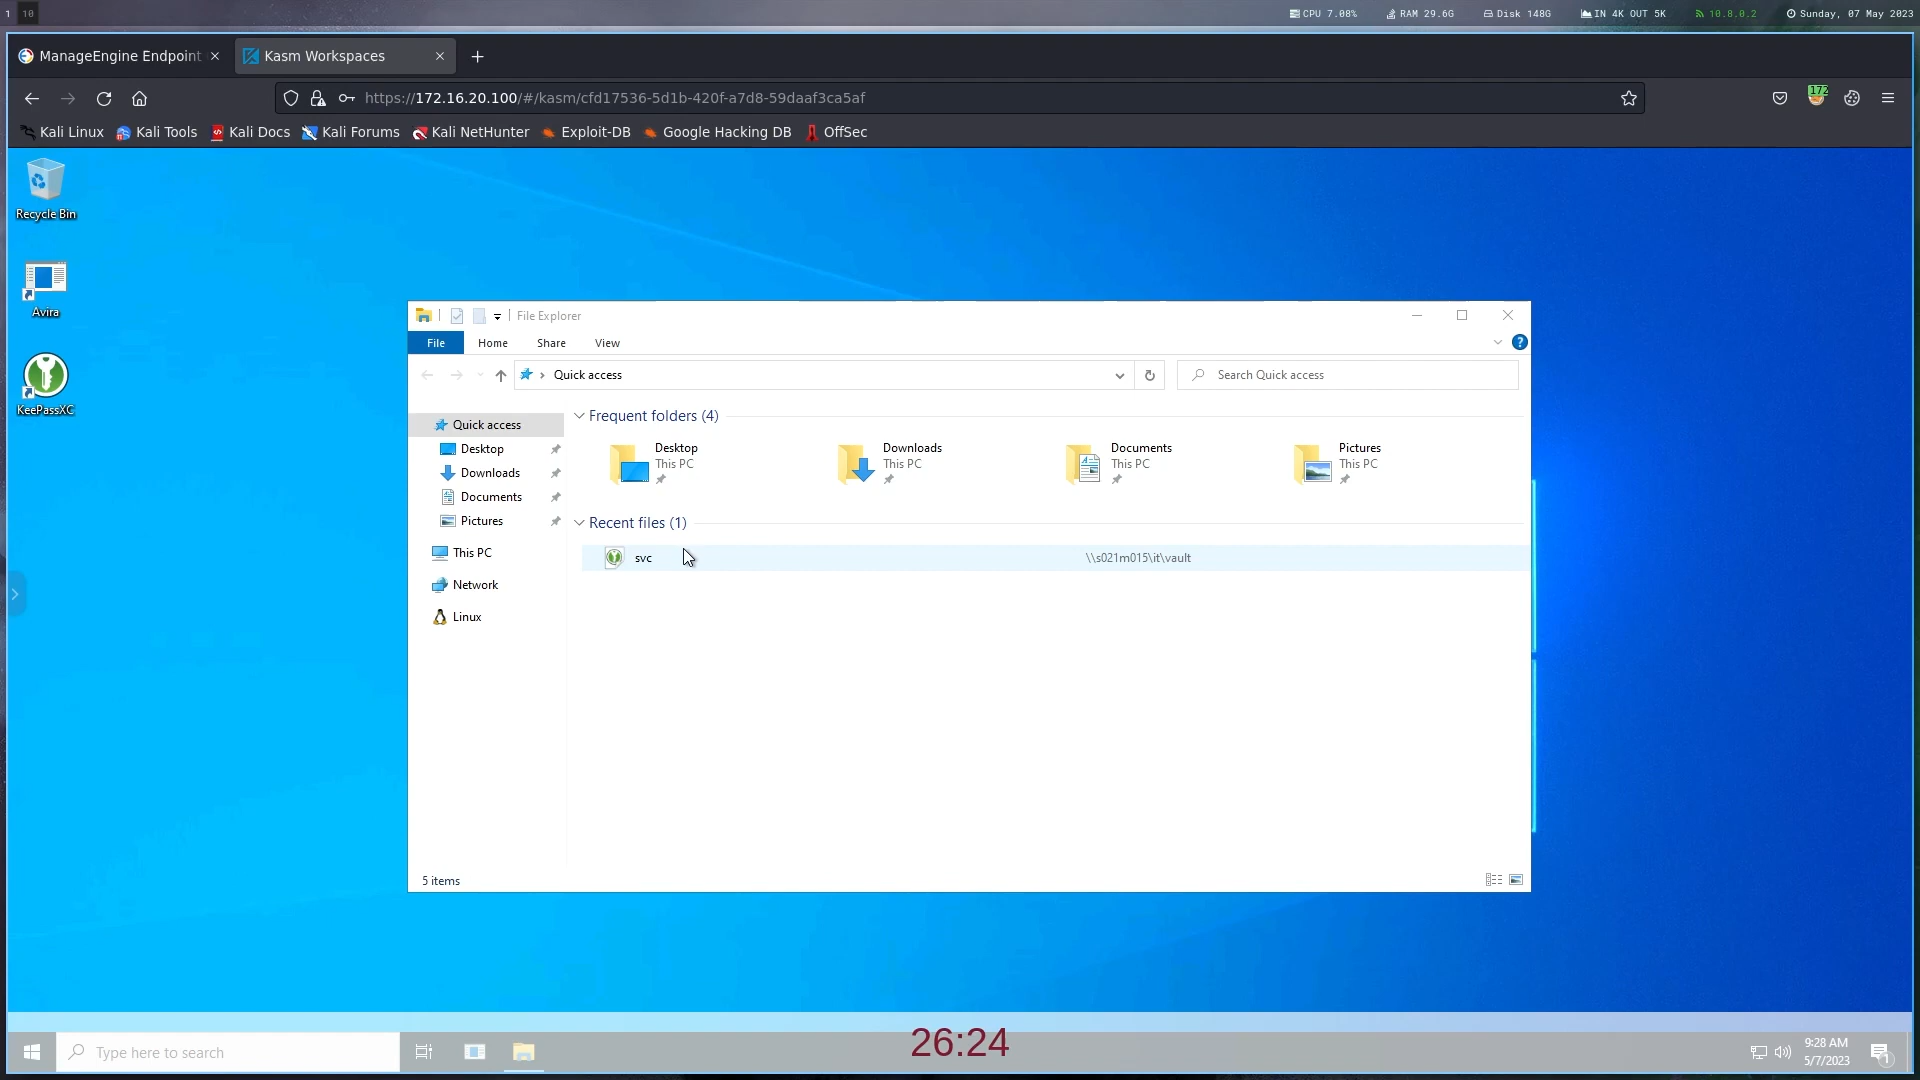 1 10 CPU 7.08% RAM 29.6G Disk 148G IN 4K OUT 5K 10.8.0.2 Sunday, 07 May 2023
ManageEngine Endpoint Kasm Workspaces
https://172.16.20.100/#/kasm/cfd17536-5d1b-420f-a7d8-59daaf3ca5af 172
Kali Linux Kali Tools Kali Docs Kali Forums Kali NetHunter Exploit-DB Google Hacking DB OffSec
Recycle Bin
Avira
KeePassXC
File Explorer
File Home Share View ?
Quick access Search Quick access
Quick access
Desktop
Downloads
Documents
Pictures
This PC
Network
Linux
Frequent folders (4)
Desktop
This PC
Downloads
This PC
Documents
This PC
Pictures
This PC
Recent files (1)
svc \\s021m015\it\vault
5 items
Type here to search
26:24
9:28 AM
5/7/2023
1